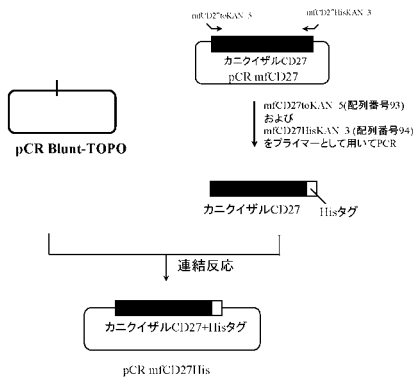 mfCD27toKAN_5
mfCD27HisKAN_3
カニクイザルCD27
pCR mfCD27
pCR Blunt-TOPO
mfCD27toKAN_5(配列番号93)
および
mfCD27HisKAN_3 (配列番号94)
をプライマーとして用いてPCR
カニクイザルCD27
Hisタグ
連結反応
カニクイザルCD27+Hisタグ
pCR mfCD27His